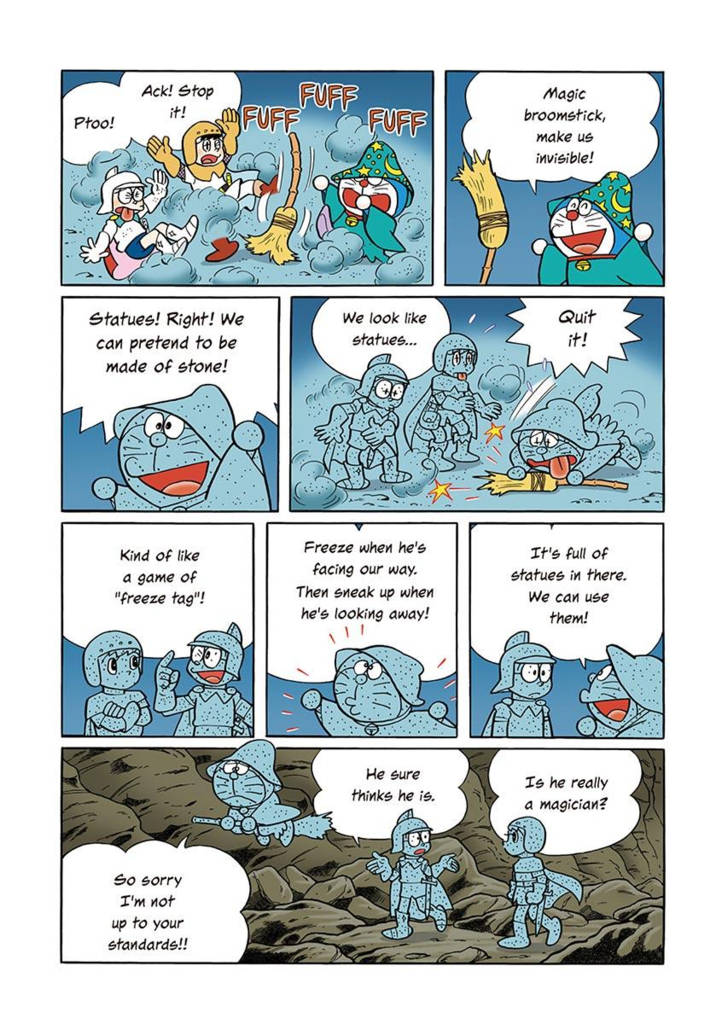 Magic
broomstick,
make us
invisible!
FUFF
FUFF
FUFF
Ack! Stop
it!
Ptoo!
Quit
it!
We look like
statues...
Statues! Right! We
can pretend to be
made of stone!
It's full of
statues in there.
We can use
them!
Freeze when he's
facing our way.
Then sneak up when
he's looking away!
Kind of like
a game of
"freeze tag"!
Is he really
a magician?
He sure
thinks he is.
So sorry
I'm not
up to your
standards!!